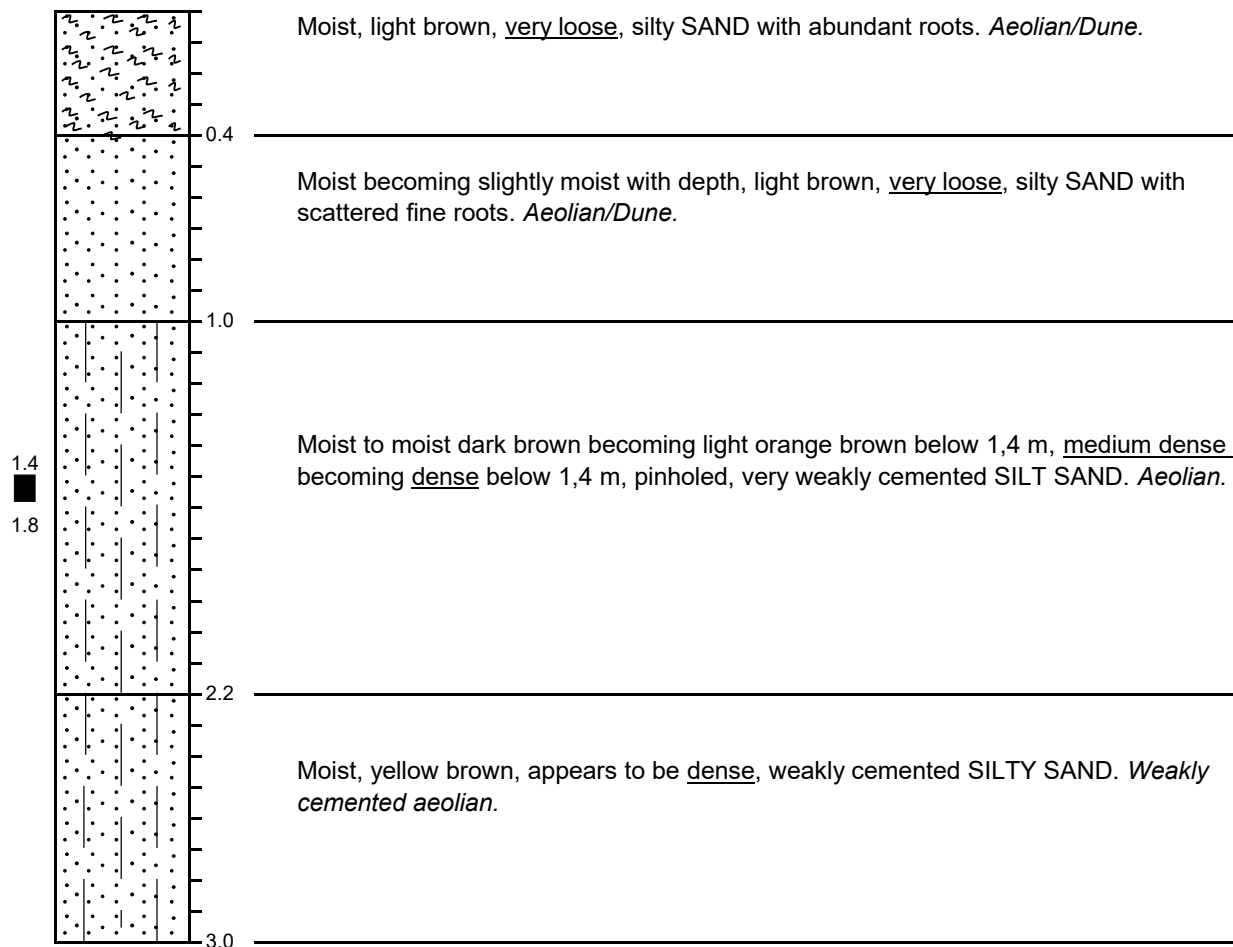 Moist, light brown, very loose, silty SAND with abundant roots. Aeolian/Dune.
0.4
Moist becoming slightly moist with depth, light brown, very loose, silty SAND with
scattered fine roots. Aeolian/Dune.
1.0
Moist to moist dark brown becoming light orange brown below 1,4 m, medium dense
becoming dense below 1,4 m, pinholed, very weakly cemented SILT SAND. Aeolian.
1.4
1.8
2.2
Moist, yellow brown, appears to be dense, weakly cemented SILTY SAND. Weakly
cemented aeolian.
3.0